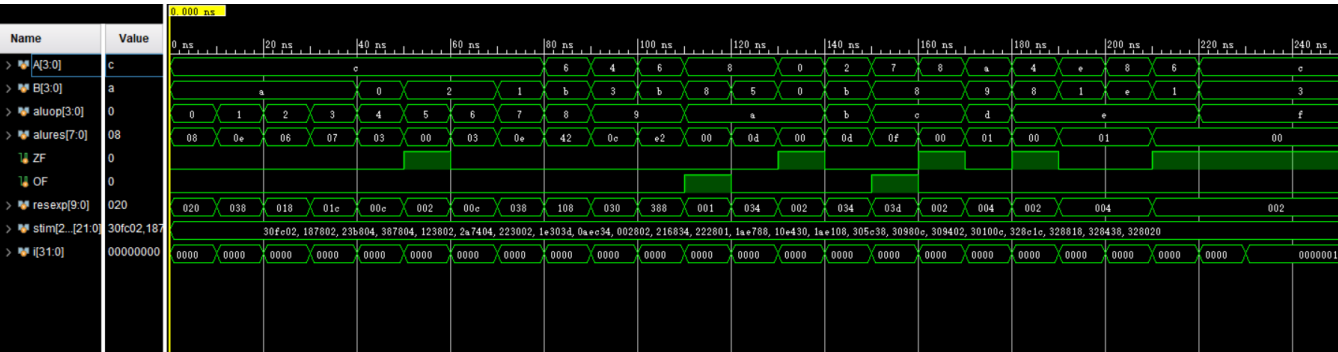 0.000 ns
Name Value 0 ns 20 ns 40 ns 60 ns 80 ns 100 ns 120 ns 140 ns 160 ns 180 ns 200 ns 220 ns 240 ns
A[3:0] c c 6 4 6 8 0 2 7 8 a 4 e 8 6 c
B[3:0] a a 0 2 1 b 3 b 8 5 0 b 8 9 8 1 e 1 3
aluop[3:0] 0 0 1 2 3 4 5 6 7 8 9 a b c d e f
alures[7:0] 08 08 0e 06 07 03 00 03 0e 42 0c e2 00 0d 00 0d 0f 00 01 00 01 00
ZF 0
OF 0
resexp[9:0] 020 020 038 018 01c 00c 002 00c 038 108 030 388 001 034 002 034 03d 002 004 002 004 002
stim[2...[21:0] 30fc02,187 30fc02, 187802, 23b804, 387804, 123802, 2a7404, 223002, 1e303d, 0aec34, 002802, 216834, 222801, 1ae788, 10e430, 1ae108, 305c38, 30980c, 309402, 30100c, 328c1c, 328818, 328438, 328020
i[31:0] 00000000 0000 0000 0000 0000 0000 0000 0000 0000 0000 0000 0000 0000 0000 0000 0000 0000 0000 0000 0000 0000 0000 0000 0000 0000001